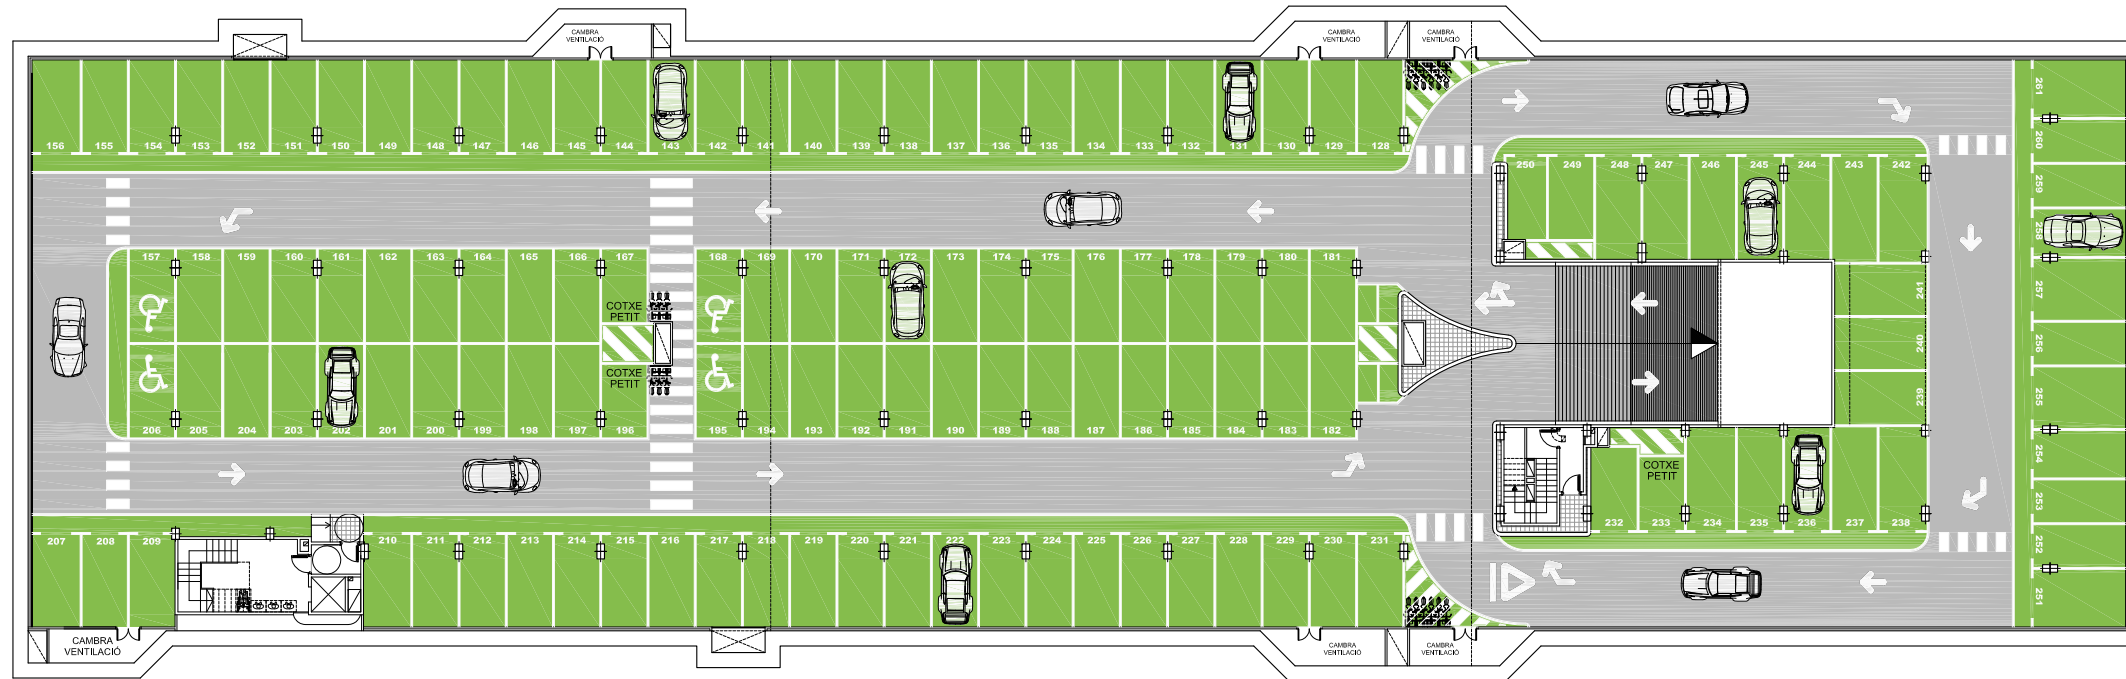 CAMBRA
VENTILACIÓ
CAMBRA
VENTILACIÓ
CAMBRA
VENTILACIÓ
156 155 154 153 152 151 150 149 148 147 146 145 144 143 142 141 140 139 138 137 136 135 134 133 132 131 130 129 128
250 249 248 247 246 245 244 243 242
157 158 159 160 161 162 163 164 165 166 167
168 169 170 171 172 173 174 175 176 177 178 179 180 181
COTXE
PETIT
COTXE
PETIT
206 205 204 203 202 201 200 199 198 197 196
195 194 193 192 191 190 189 188 187 186 185 184 183 182
241
240
239
261
260
259
258
257
256
255
254
253
252
251
COTXE
PETIT
232 233 234 235 236 237 238
207 208 209
210 211 212 213 214 215 216 217 218 219 220 221 222 223 224 225 226 227 228 229 230 231
CAMBRA
VENTILACIÓ
CAMBRA
VENTILACIÓ
CAMBRA
VENTILACIÓ